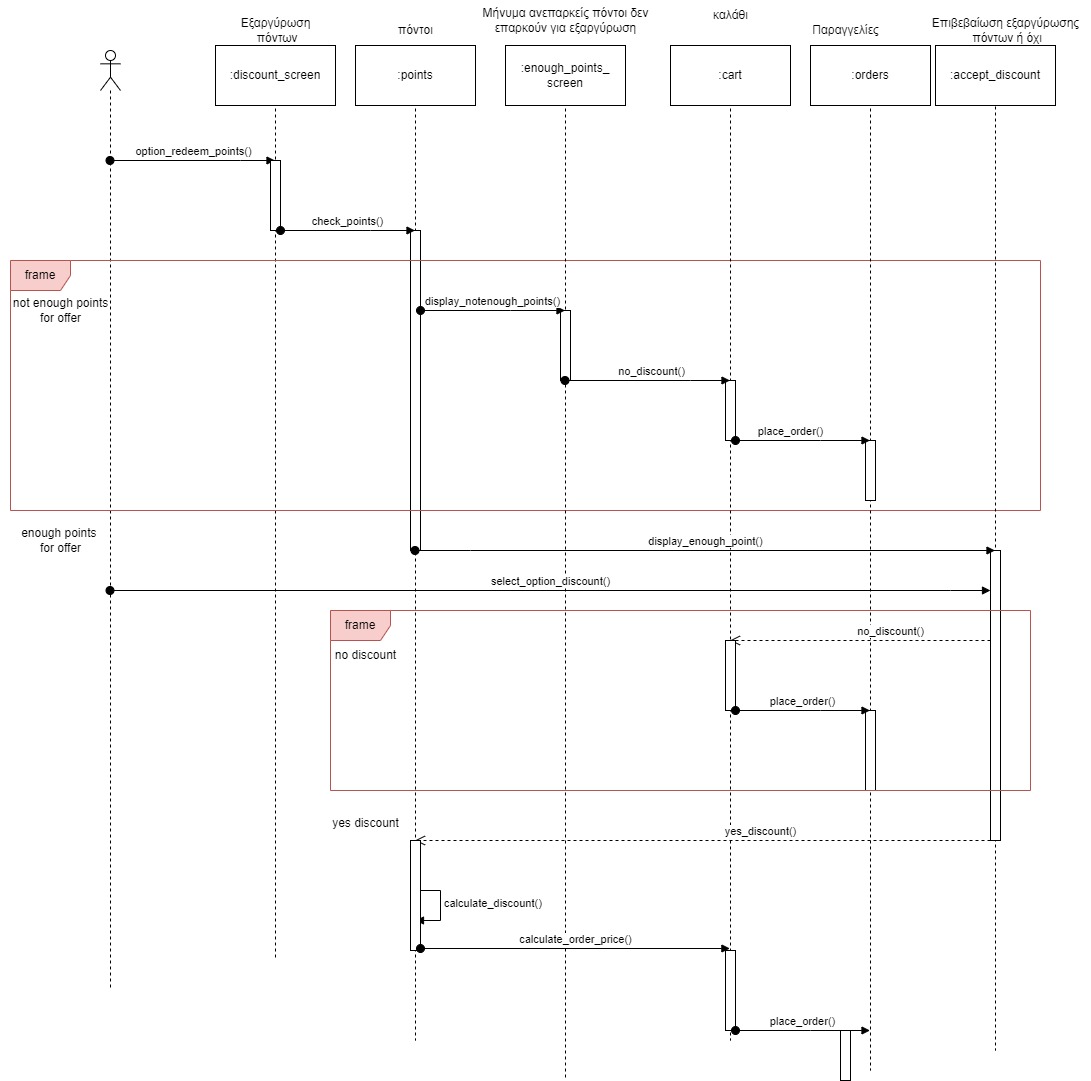 Εξαργύρωση
πόντων
πόντοι
Μήνυμα ανεπαρκείς πόντοι δεν
επαρκούν για εξαργύρωση
καλάθι
Παραγγελίες
Επιβεβαίωση εξαργύρωσης
πόντων ή όχι
:discount_screen
:points
:enough_points_
screen
:cart
:orders
:accept_discount
option_redeem_points()
check_points()
frame
not enough points
for offer
display_notenough_points()
no_discount()
place_order()
enough points
for offer
display_enough_point()
select_option_discount()
frame
no discount
no_discount()
place_order()
yes discount
yes_discount()
calculate_discount()
calculate_order_price()
place_order()